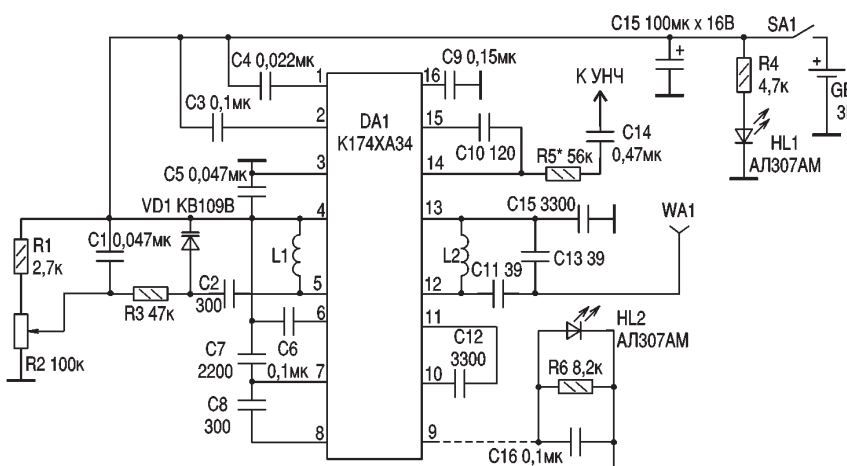 C15 100мк x 16В
SA1
C4 0,022мк
1
16
C9 0,15мк
К УНЧ
+
R4
4,7к
+
C3 0,1мк
2
DA1
К174ХА34
15
C10 120
C14
0,47мк
HL1
АЛ307АМ
C5 0,047мк
3
14
R5* 56к
VD1 КВ109В
4
13
C15 3300
WA1
R1
2,7к
C1 0,047мк
L1
L2
C13 39
C2
300
5
12
C11 39
R3 47к
6
11
HL2
АЛ307АМ
R2 100к
C7
2200
C6
0,1мк
C12
3300
7
10
R6 8,2к
C8
300
8
9
C16 0,1мк